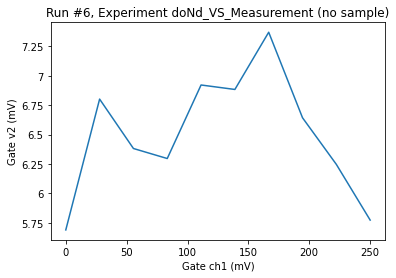 Run #6, Experiment doNd_VS_Measurement (no sample)
Gate v2 (mV)
7.25
7
6.75
6.5
6.25
6
5.75
0 50 100 150 200 250
Gate ch1 (mV)